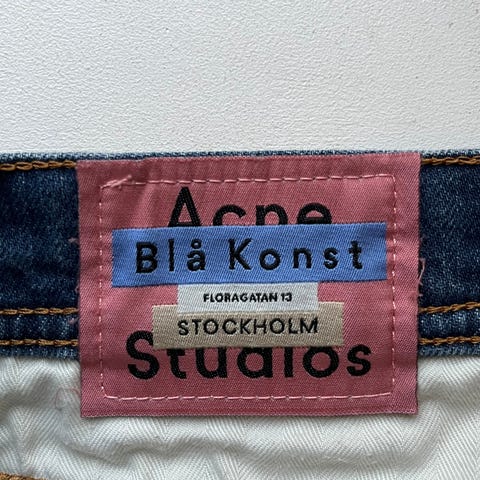 Acne
Blå Konst
FLORAGATAN 13
STOCKHOLM
Studios